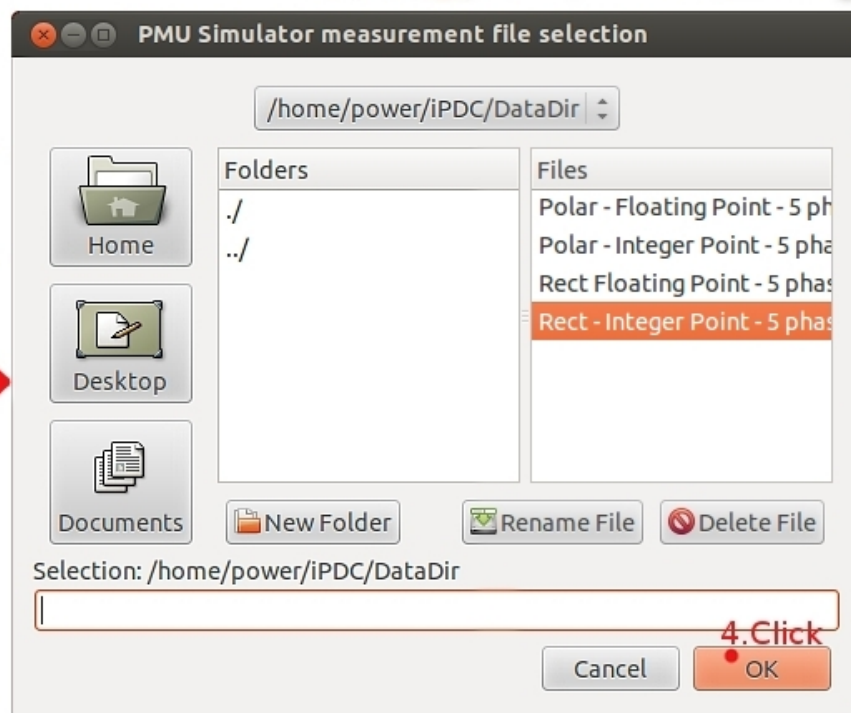 PMU Simulator measurement file selection
/home/power/iPDC/DataDir
Home
Desktop
Documents
Folders
./
../
Files
Polar - Floating Point - 5 ph
Polar - Integer Point - 5 pha
Rect Floating Point - 5 phas
Rect - Integer Point - 5 phas
New Folder
Rename File
Delete File
Selection: /home/power/iPDC/DataDir
4.Click
Cancel
OK